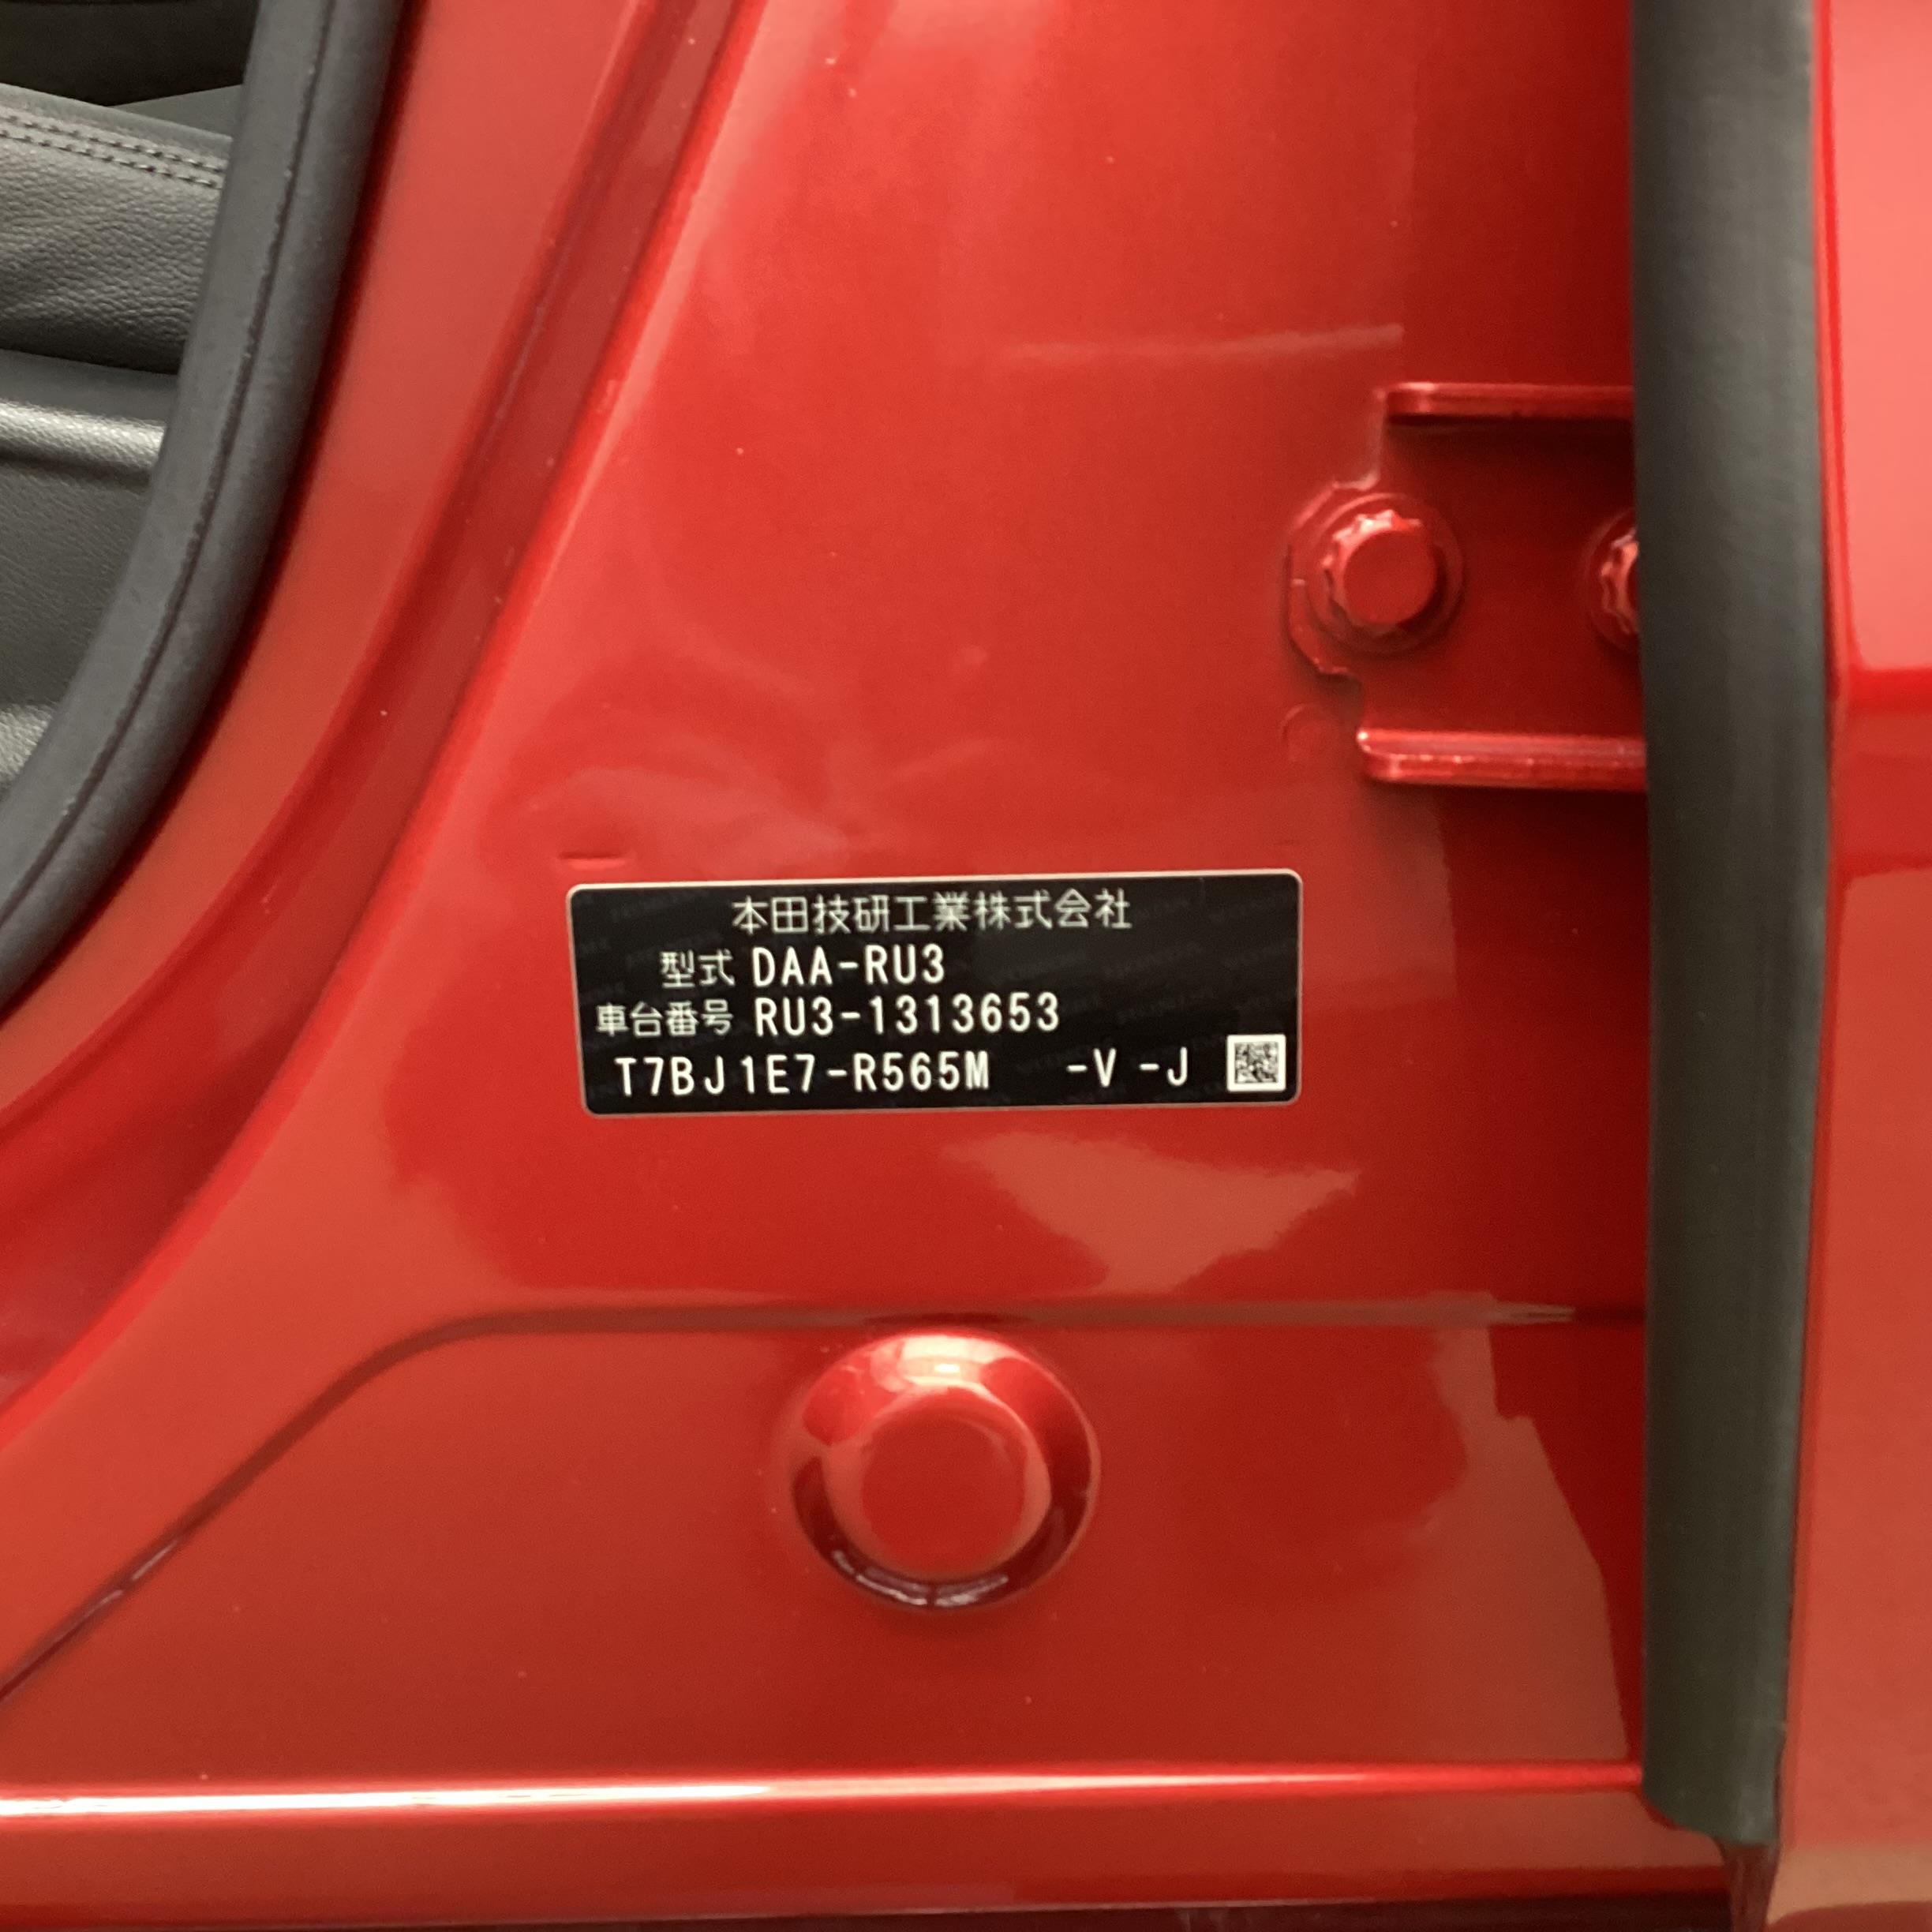 本田技研工業株式会社
型式 DAA-RU3
車台番号 RU3-1313653
T7BJ1E7-R565M -V -J